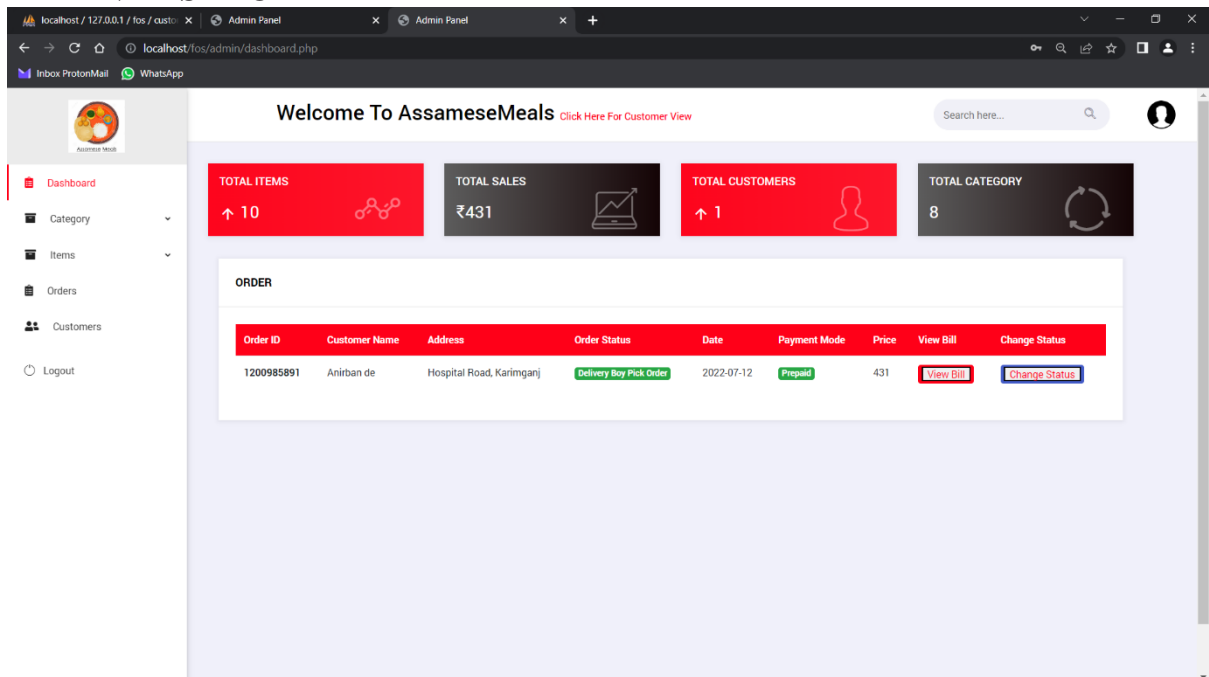 localhost / 127.0.0.1 / fos / custo
Admin Panel
Admin Panel
localhost/fos/admin/dashboard.php
Inbox ProtonMail
WhatsApp
Assamese Meals
Welcome To AssameseMeals Click Here For Customer View
Search here...
Dashboard
Category
Items
Orders
Customers
Logout
TOTAL ITEMS
10
TOTAL SALES
₹431
TOTAL CUSTOMERS
1
TOTAL CATEGORY
8
ORDER
Order ID Customer Name Address Order Status Date Payment Mode Price View Bill Change Status
1200985891 Anirban de Hospital Road, Karimganj Delivery Boy Pick Order 2022-07-12 Prepaid 431 View Bill Change Status